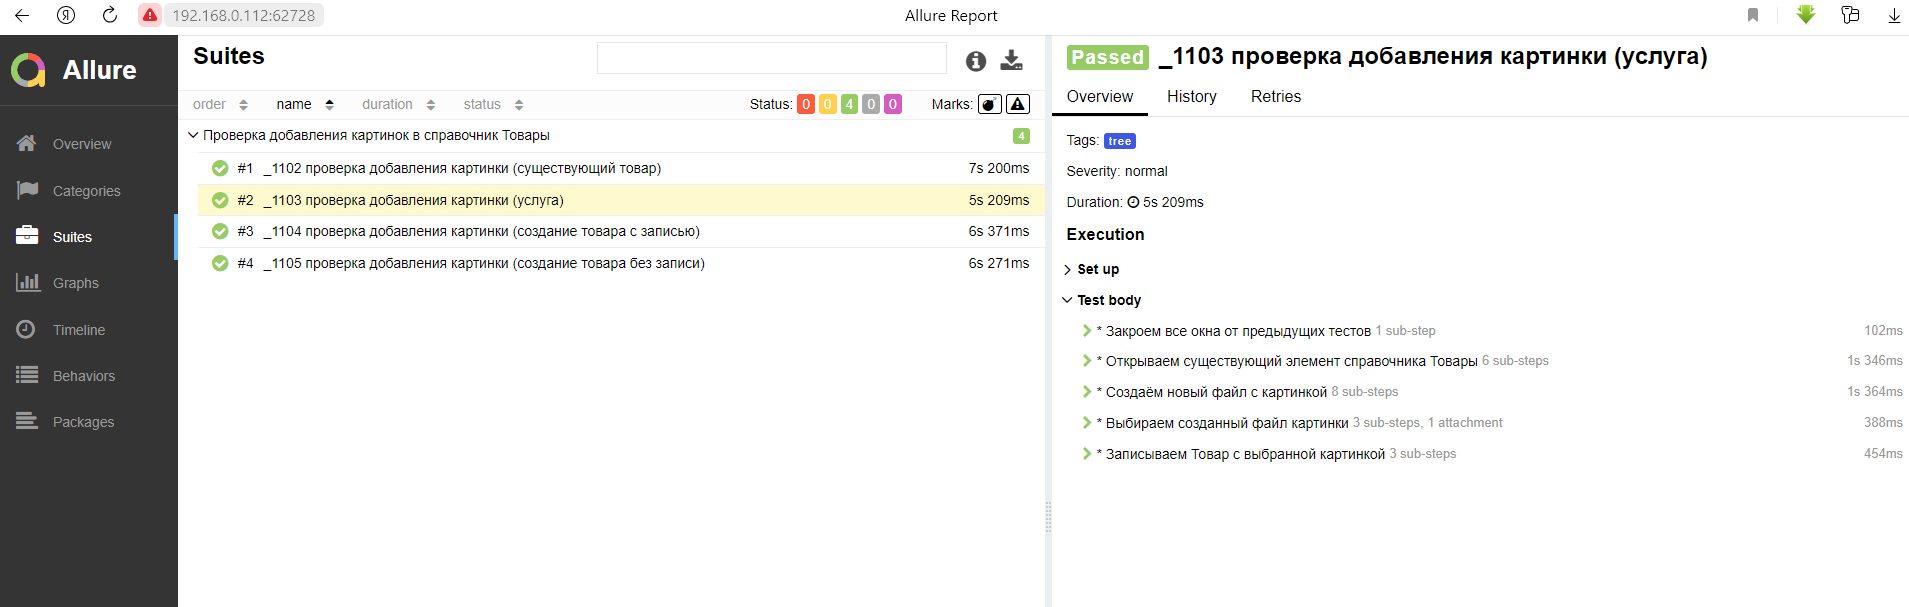 192.168.0.112:62728
Allure Report
Allure
Overview
Categories
Suites
Graphs
Timeline
Behaviors
Packages
Suites
order name duration status Status: 0 0 4 0 0 Marks:
Проверка добавления картинок в справочник Товары 4
#1 _1102 проверка добавления картинки (существующий товар) 7s 200ms
#2 _1103 проверка добавления картинки (услуга) 5s 209ms
#3 _1104 проверка добавления картинки (создание товара с записью) 6s 371ms
#4 _1105 проверка добавления картинки (создание товара без записи) 6s 271ms
Passed _1103 проверка добавления картинки (услуга)
Overview History Retries
Tags: tree
Severity: normal
Duration: 5s 209ms
Execution
Set up
Test body
* Закроем все окна от предыдущих тестов 1 sub-step 102ms
* Открываем существующий элемент справочника Товары 6 sub-steps 1s 346ms
* Создаём новый файл с картинкой 8 sub-steps 1s 364ms
* Выбираем созданный файл картинки 3 sub-steps, 1 attachment 388ms
* Записываем Товар с выбранной картинкой 3 sub-steps 454ms